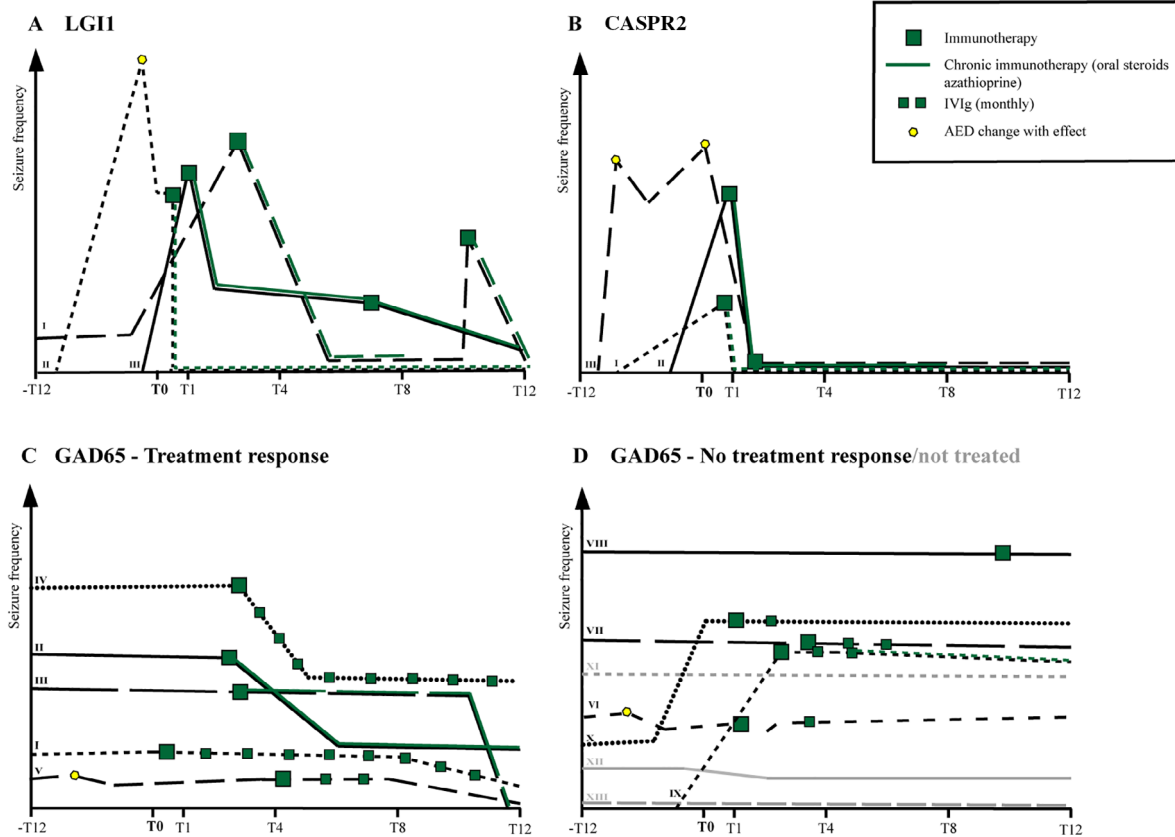 A LGI1
Seizure frequency
I
II
III
-T12 T0 T1 T4 T8 T12
B CASPR2
Seizure frequency
III I II
-T12 T0 T1 T4 T8 T12
Immunotherapy
Chronic immunotherapy (oral steroids
azathioprine)
IVIg (monthly)
AED change with effect
C GAD65 - Treatment response
Seizure frequency
IV
II
III
I
V
-T12 T0 T1 T4 T8 T12
D GAD65 - No treatment response/not treated
Seizure frequency
VIII
VII
XI
VI
X
XII
XIII IX
-T12 T0 T1 T4 T8 T12